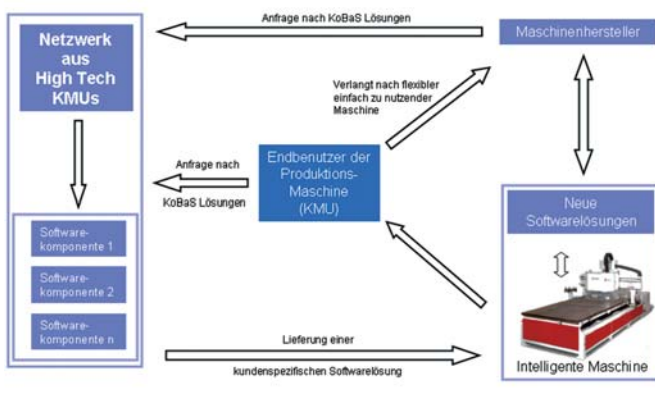 Anfrage nach KoBaS Lösungen
Netzwerk
aus
High Tech
KMUs
Maschinenhersteller
Verlangt nach flexibler
einfach zu nutzender
Maschine
Endbenutzer der
Produktions-
Maschine
(KMU)
Anfrage nach
KoBaS Lösungen
Neue
Softwarelösungen
Software-
komponente 1
Software-
komponente 2
Software-
komponente n
Lieferung einer
kundenspezifischen Softwarelösung
Intelligente Maschine